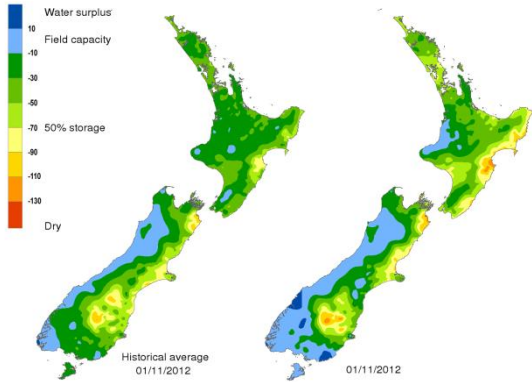 Water surplus
10
Field capacity
-10
-30
-50
50% storage
-70
-90
-110
-130
Dry
Historical average
01/11/2012
01/11/2012